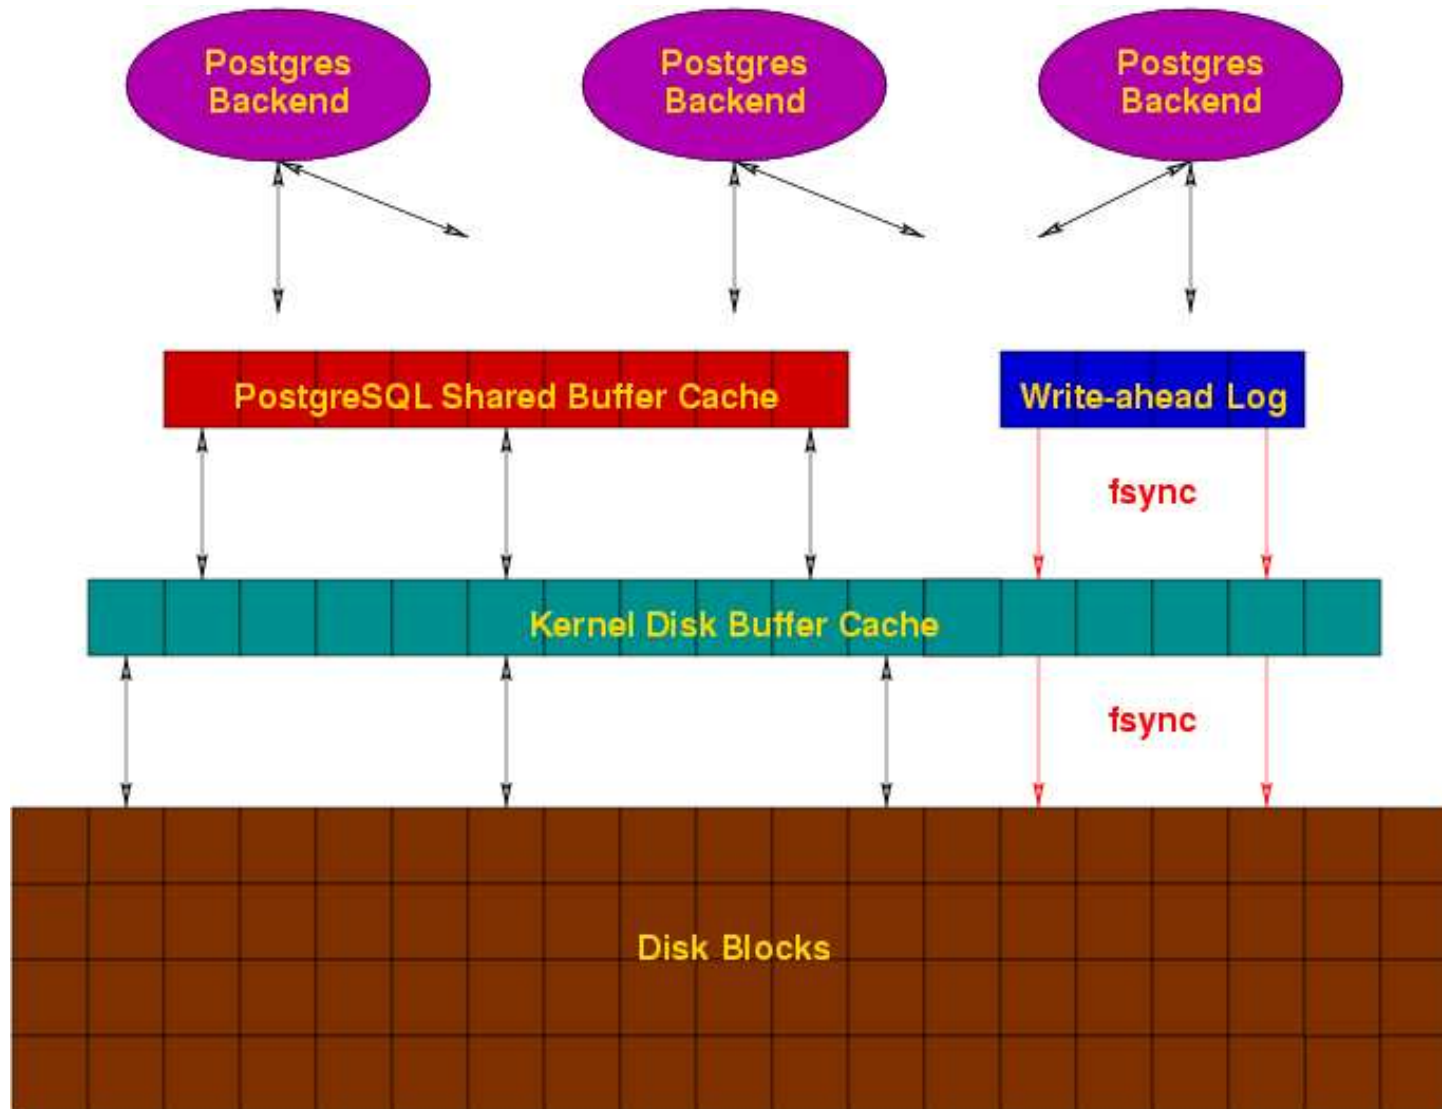 Postgres
Backend
Postgres
Backend
Postgres
Backend
PostgreSQL Shared Buffer Cache
Write-ahead Log
fsync
Kernel Disk Buffer Cache
fsync
Disk Blocks